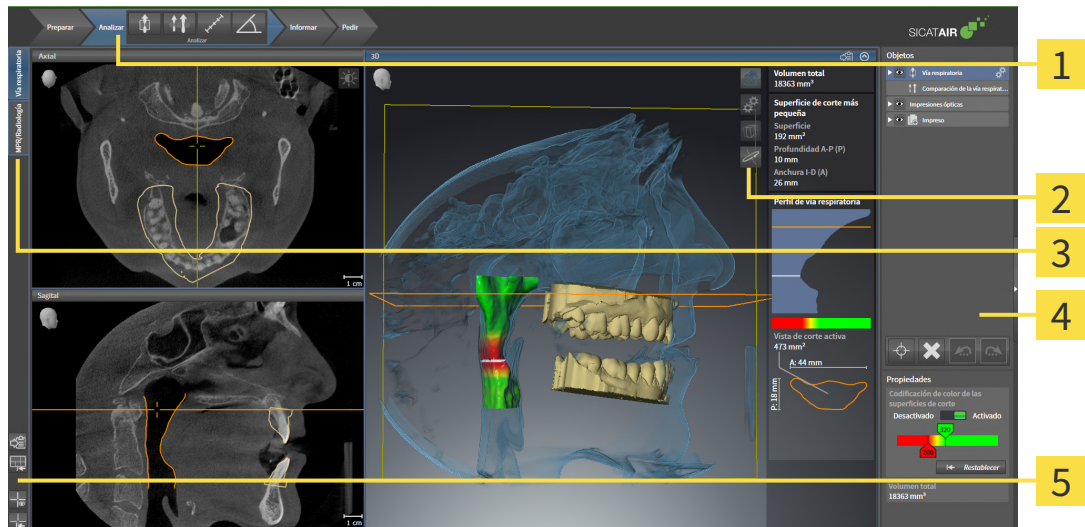 Preparar
Analizar
Analizar
Informar
Pedir
SICATAIR
1
Vía respiratoria
MPR/Radiología
Axial
1 cm
Sagital
1 cm
3D
Volumen total
18363 mm³
Superficie de corte más
pequeña
Superficie
192 mm²
Profundidad A-P (P)
10 mm
Anchura I-D (A)
26 mm
2
Perfil de vía respiratoria
Vista de corte activa
473 mm²
A: 44 mm
P: 18 mm
Objetos
Vía respiratoria
Comparación de la vía respirat...
Impresiones ópticas
Impreso
3
4
Propiedades
Codificación de color de las
superficies de corte
Desactivado
Activado
320
Restablecer
Volumen total
18363 mm³
5